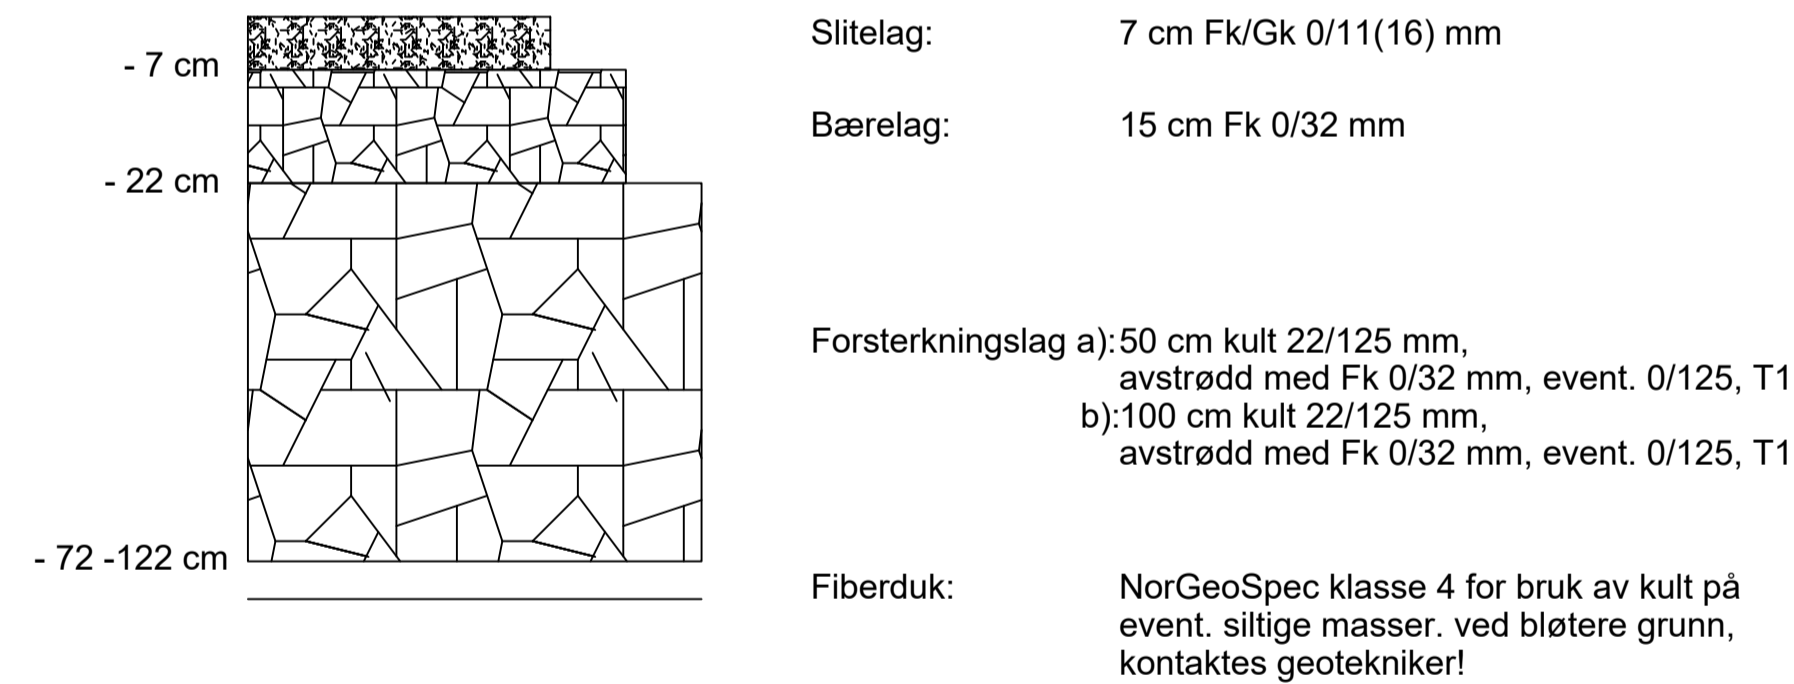 Slitelag: 7 cm Fk/Gk 0/11(16) mm
- 7 cm
Bærelag: 15 cm Fk 0/32 mm
- 22 cm
Forsterkningslag a): 50 cm kult 22/125 mm,
avstrødd med Fk 0/32 mm, event. 0/125, T1
b): 100 cm kult 22/125 mm,
avstrødd med Fk 0/32 mm, event. 0/125, T1
- 72 -122 cm
Fiberduk: NorGeoSpec klasse 4 for bruk av kult på
event. siltige masser. ved bløtere grunn,
kontaktes geotekniker!